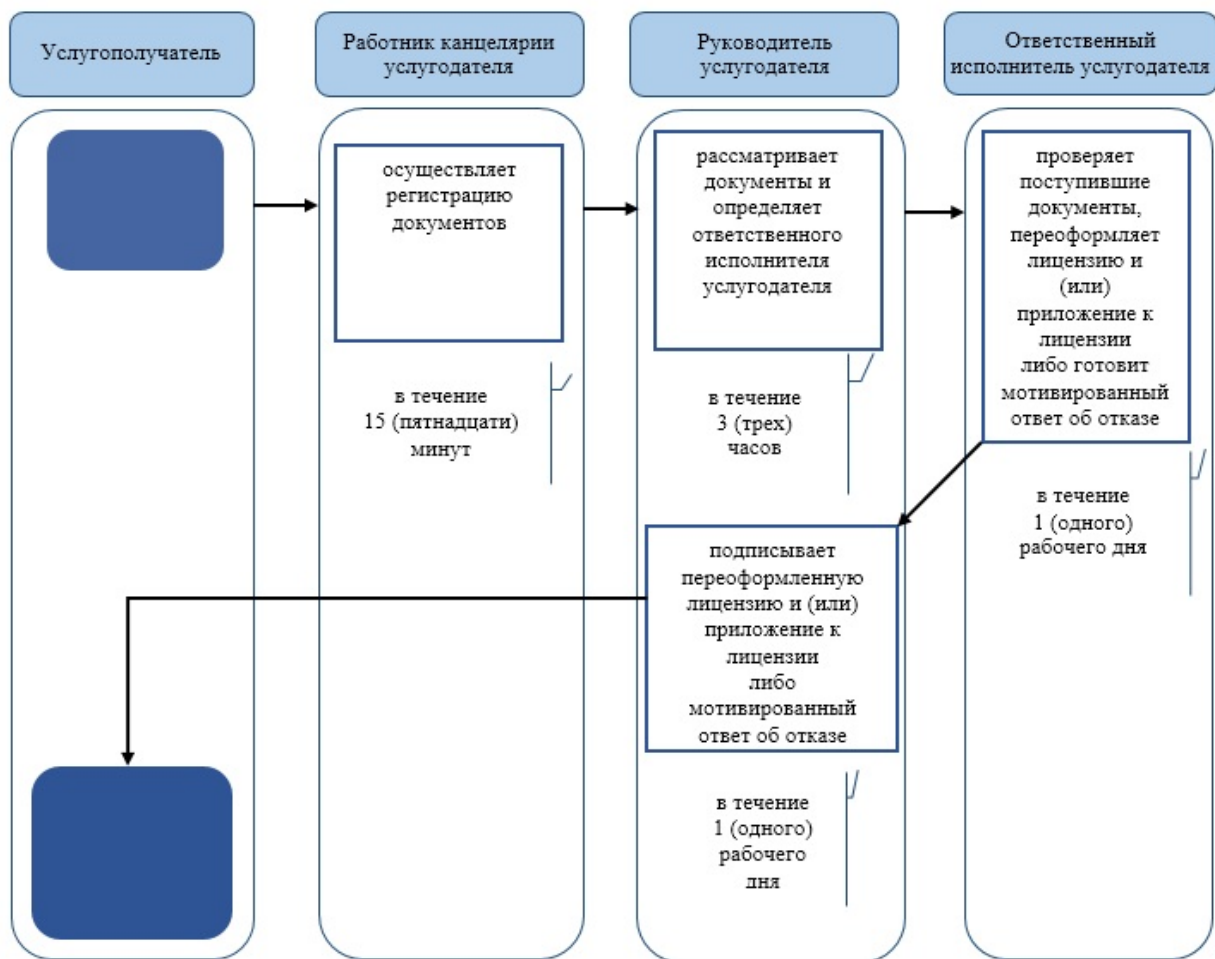 Услугополучатель
Работник канцелярии
услугодателя
Руководитель
услугодателя
Ответственный
исполнитель услугодателя
осуществляет
регистрацию
документов
в течение
15 (пятнадцати)
минут
рассматривает
документы и
определяет
ответственного
исполнителя
услугодателя
в течение
3 (трех)
часов
проверяет
поступившие
документы,
переоформляет
лицензию и
(или)
приложение к
лицензии
либо готовит
мотивированный
ответ об отказе
в течение
1 (одного)
рабочего дня
подписывает
переоформленную
лицензию и (или)
приложение к
лицензии
либо
мотивированный
ответ об отказе
в течение
1 (одного)
рабочего
дня